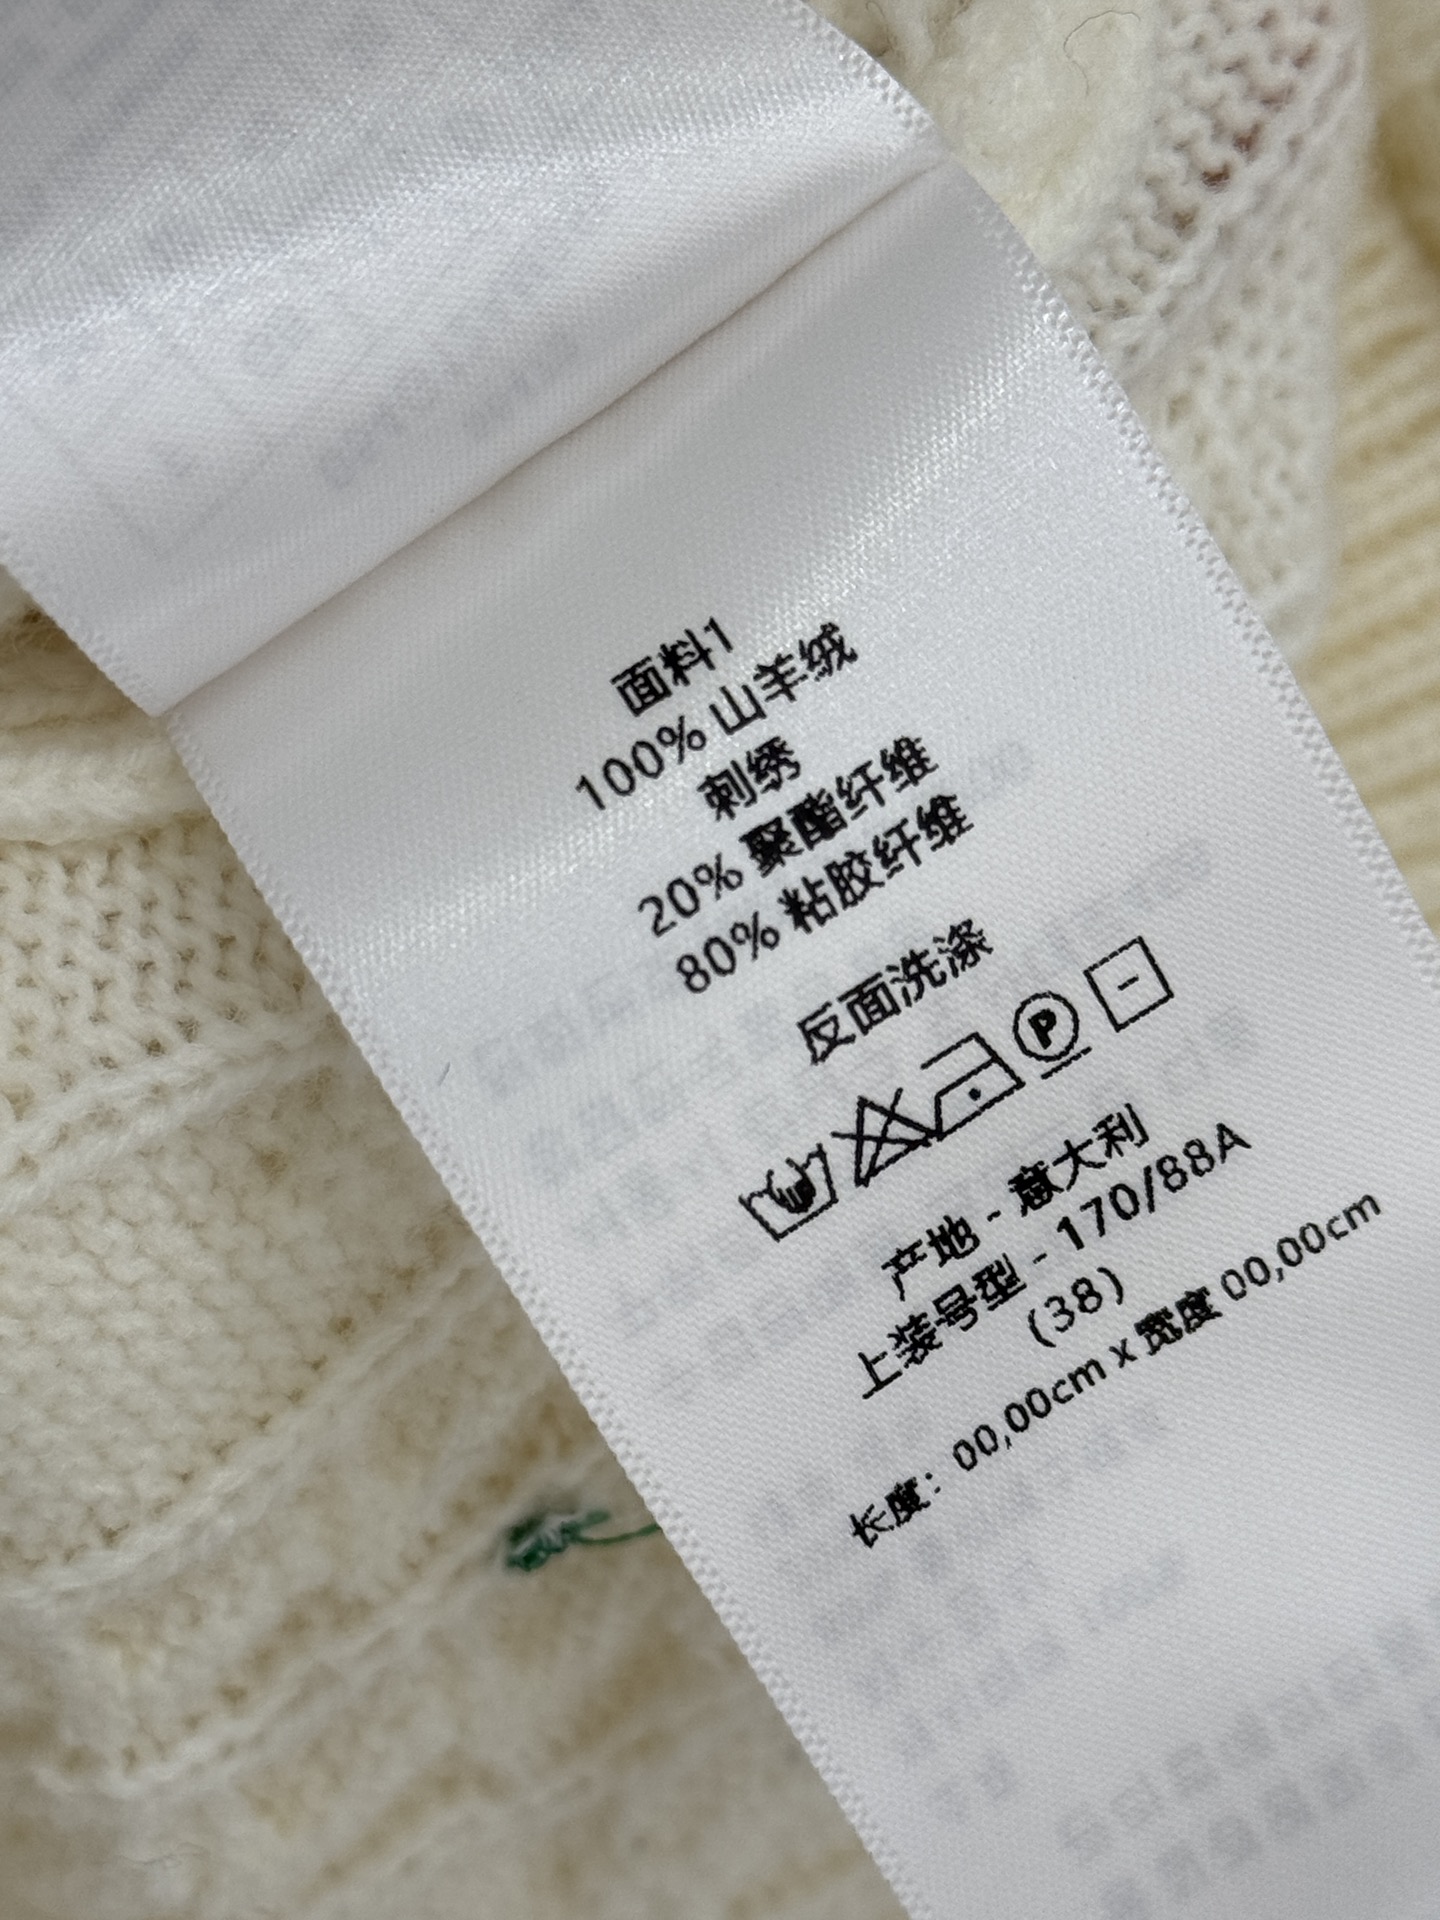 面料1
100% 山羊绒
刺绣
20% 聚酯纤维
80% 粘胶纤维
反面洗涤
P
产地 - 意大利
上装号型 - 170/88A
(38)
长度: 00,00cm x 宽度 00,00cm